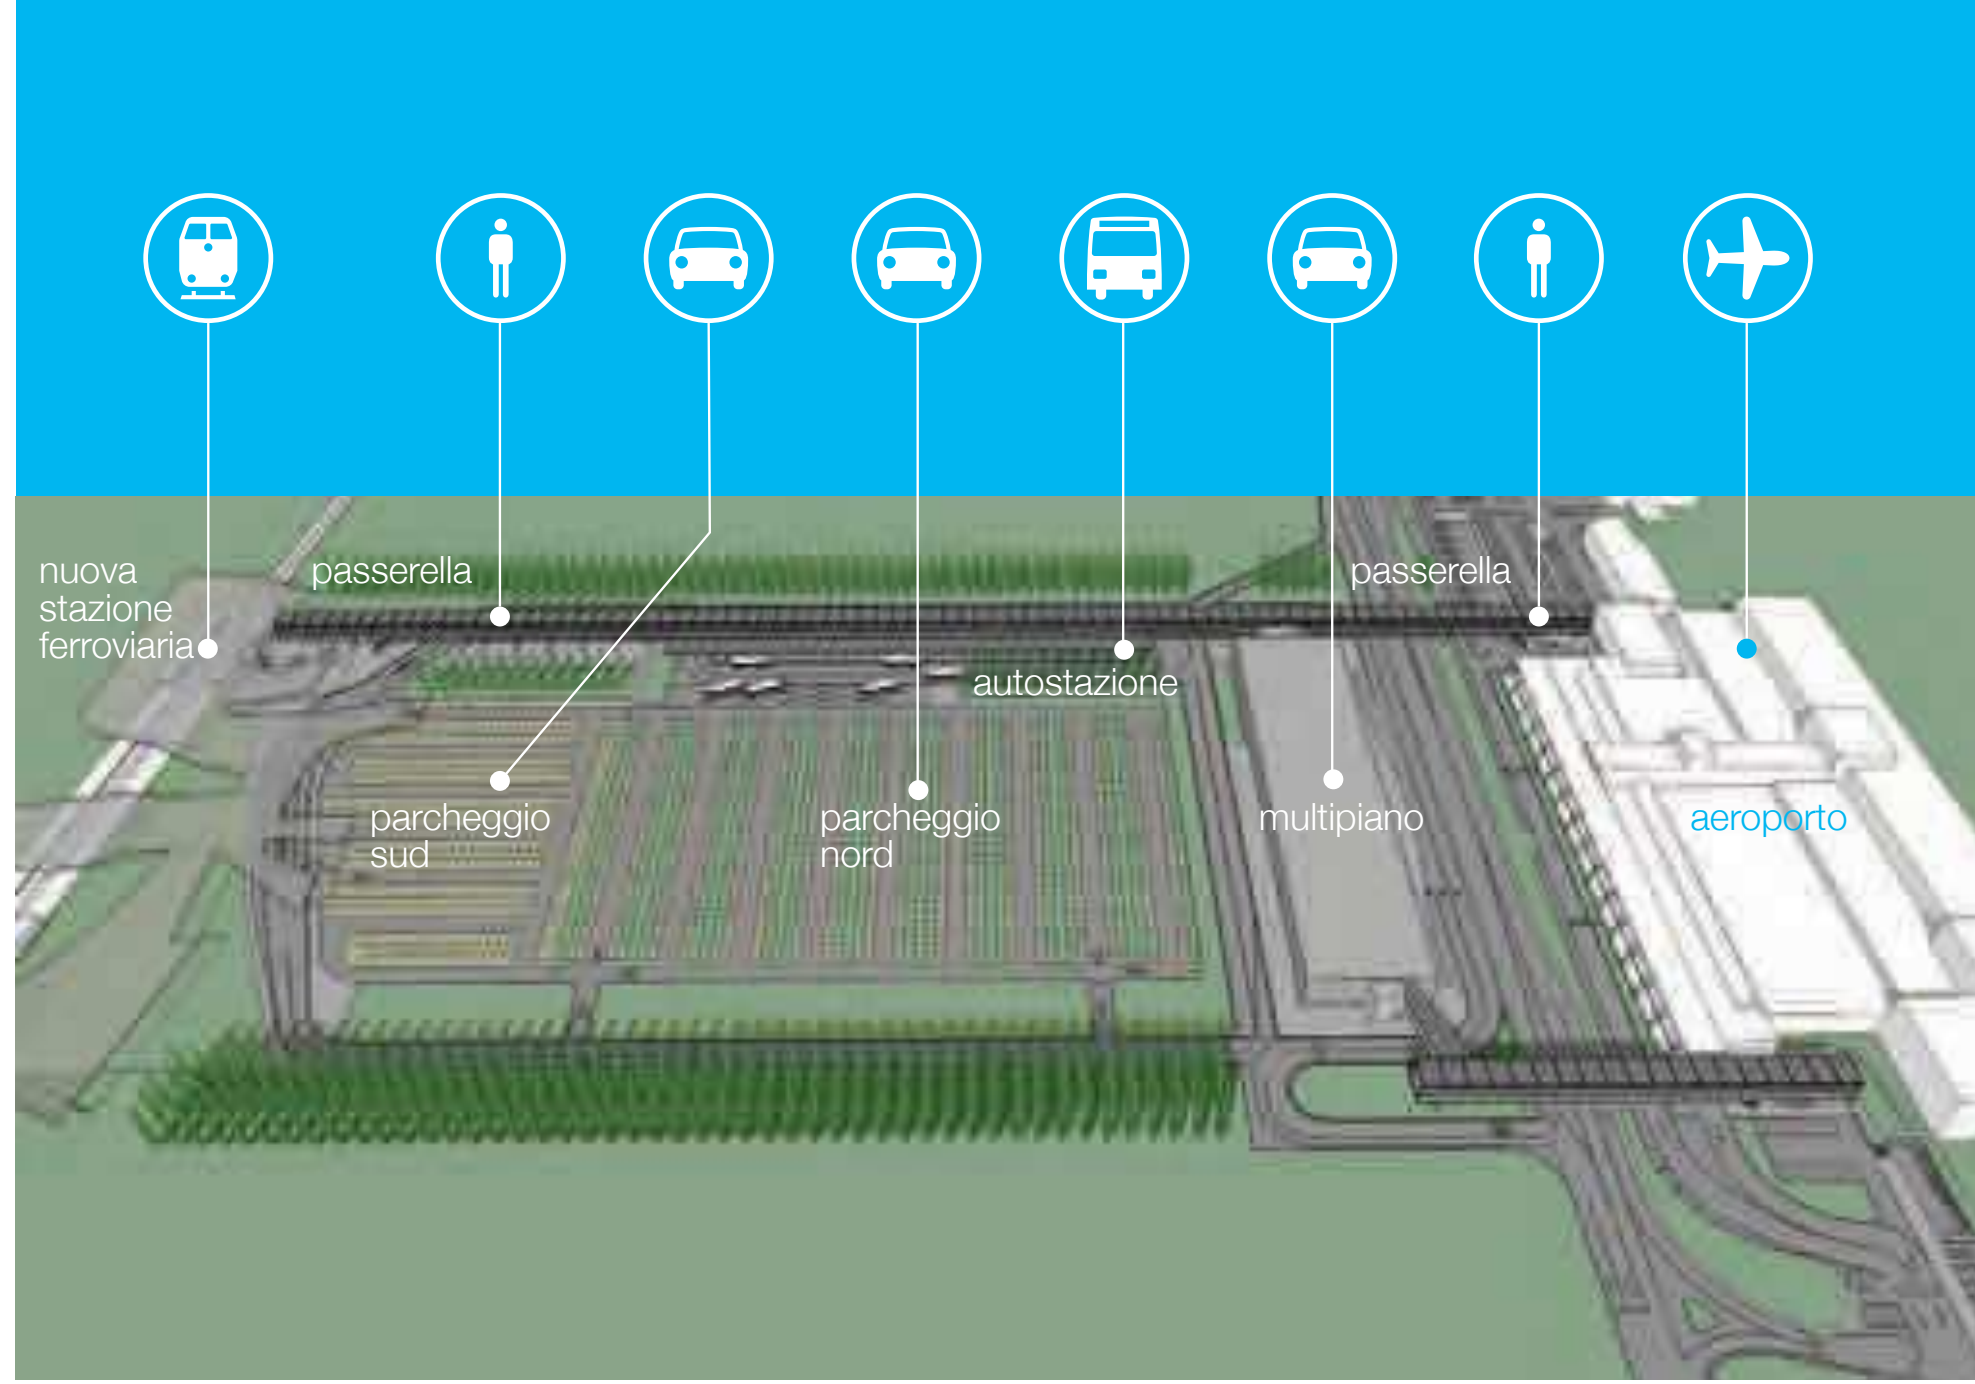 nuova
stazione
ferroviaria
passerella
passerella
autostazione
parcheggio
sud
parcheggio
nord
multipiano
aeroporto